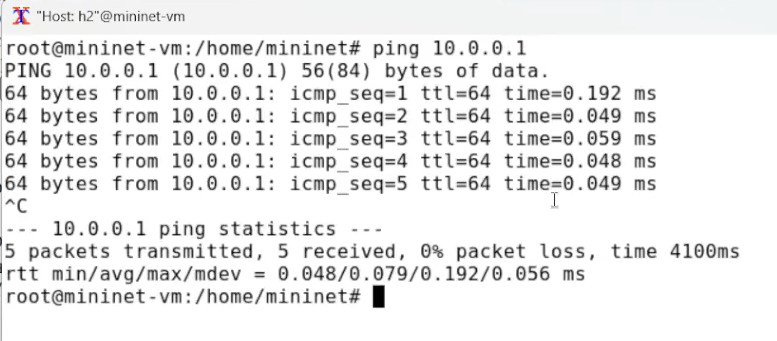 "Host: h2"@mininet-vm
root@mininet-vm:/home/mininet# ping 10.0.0.1
PING 10.0.0.1 (10.0.0.1) 56(84) bytes of data.
64 bytes from 10.0.0.1: icmp_seq=1 ttl=64 time=0.192 ms
64 bytes from 10.0.0.1: icmp_seq=2 ttl=64 time=0.049 ms
64 bytes from 10.0.0.1: icmp_seq=3 ttl=64 time=0.059 ms
64 bytes from 10.0.0.1: icmp_seq=4 ttl=64 time=0.048 ms
64 bytes from 10.0.0.1: icmp_seq=5 ttl=64 time=0.049 ms
^C
--- 10.0.0.1 ping statistics ---
5 packets transmitted, 5 received, 0% packet loss, time 4100ms
rtt min/avg/max/mdev = 0.048/0.079/0.192/0.056 ms
root@mininet-vm:/home/mininet#